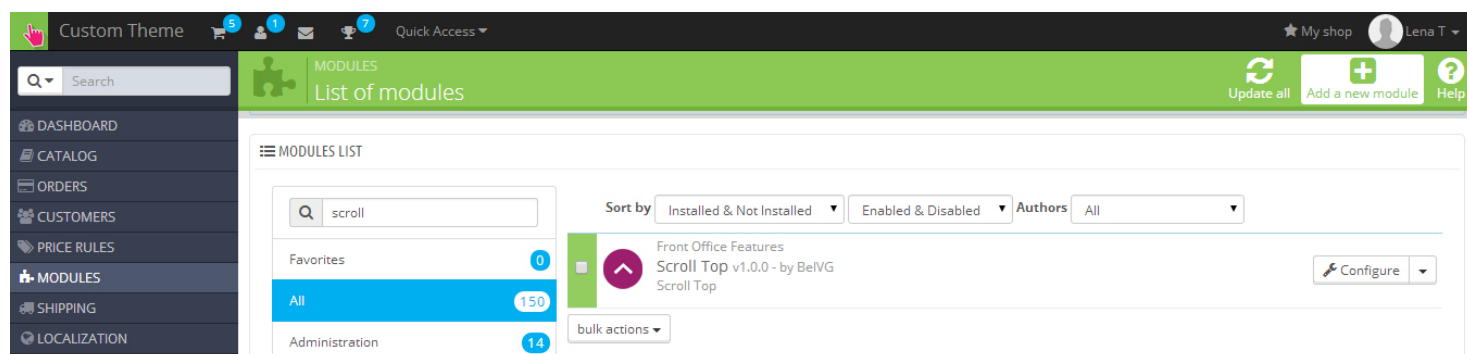 Custom Theme 5 1 7 Quick Access My shop Lena T
Search
MODULES
List of modules
Update all Add a new module Help
DASHBOARD
CATALOG
ORDERS
CUSTOMERS
PRICE RULES
MODULES
SHIPPING
LOCALIZATION
MODULES LIST
scroll
Favorites 0
All 150
Administration 14
Sort by Installed & Not Installed Enabled & Disabled Authors All
Front Office Features
Scroll Top v1.0.0 - by BelVG
Scroll Top
Configure
bulk actions